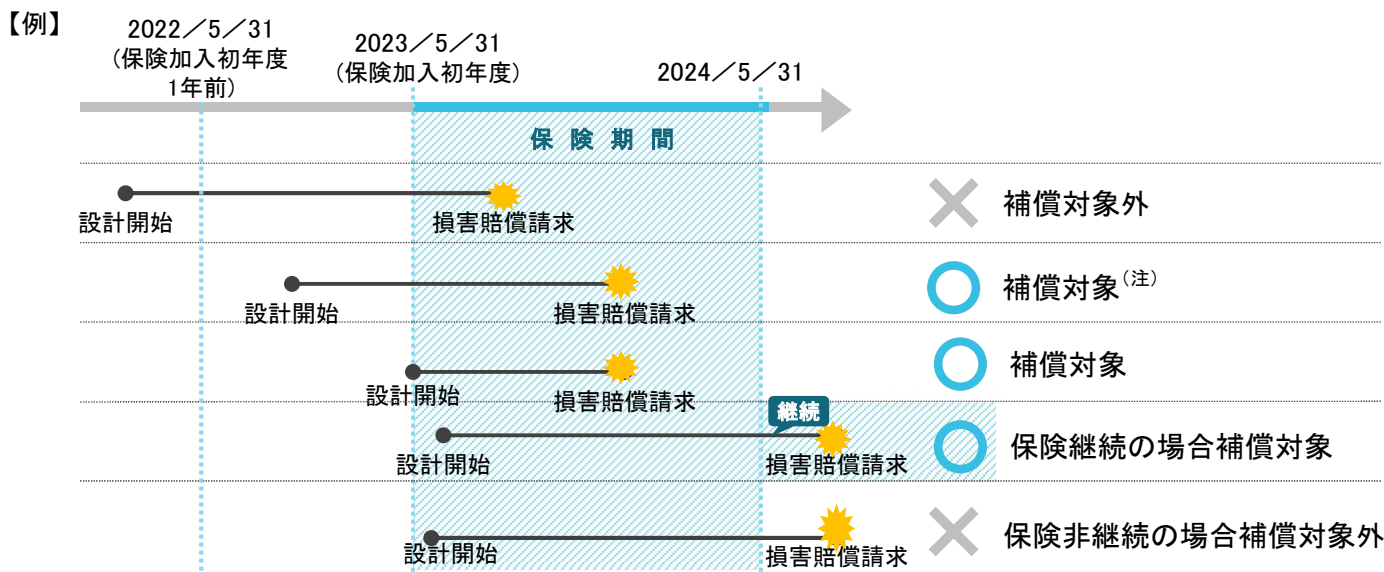 【例】
2022／5／31
(保険加入初年度
1年前)
2023／5／31
(保険加入初年度)
2024／5／31
保険期間
設計開始
損害賠償請求
補償対象外
設計開始
損害賠償請求
補償対象(注)
設計開始
損害賠償請求
補償対象
継続
設計開始
損害賠償請求
保険継続の場合補償対象
設計開始
損害賠償請求
保険非継続の場合補償対象外